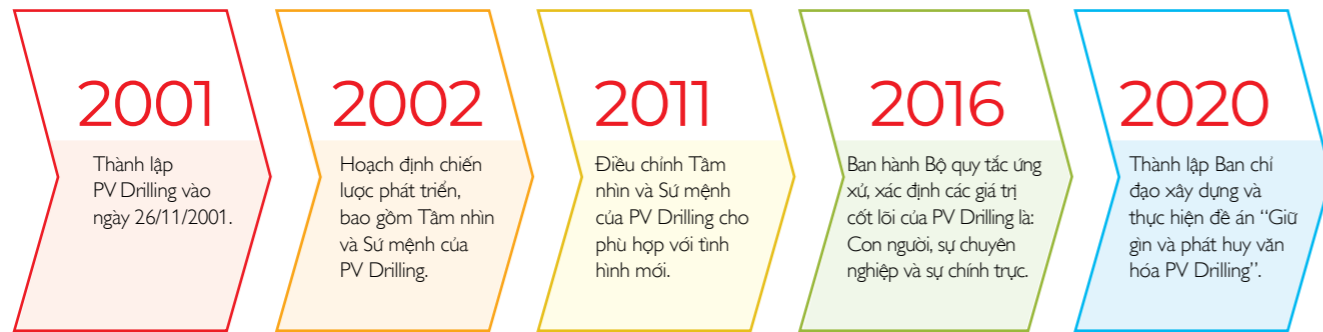 2001
Thành lập
PV Drilling vào
ngày 26/11/2001.
2002
Hoạch định chiến
lược phát triển,
bao gồm Tầm nhìn
và Sứ mệnh của
PV Drilling.
2011
Điều chỉnh Tầm
nhìn và Sứ mệnh
của PV Drilling cho
phù hợp với tình
hình mới.
2016
Ban hành Bộ quy tắc ứng
xử, xác định các giá trị
cốt lõi của PV Drilling là:
Con người, sự chuyên
nghiệp và sự chính trực.
2020
Thành lập Ban chỉ
đạo xây dựng và
thực hiện đề án “Giữ
gìn và phát huy văn
hóa PV Drilling”.